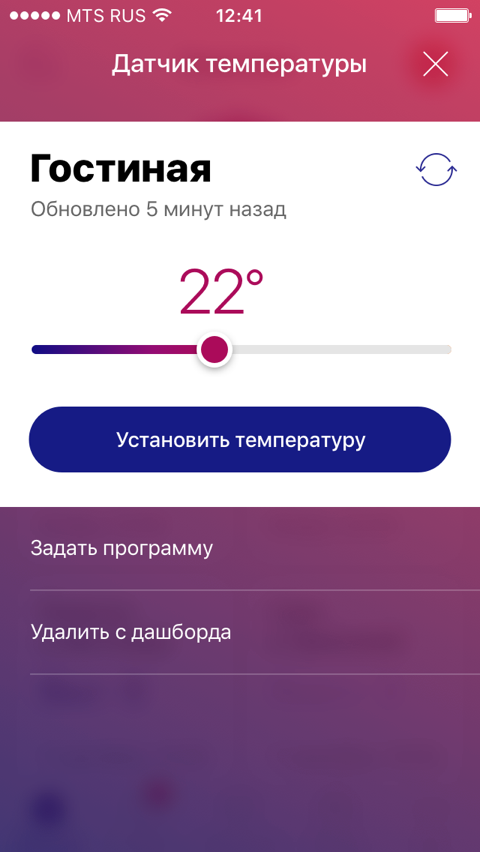 MTS RUS 12:41
Датчик температуры
Гостиная
Обновлено 5 минут назад
22°
Установить температуру
Задать программу
Удалить с дашборда